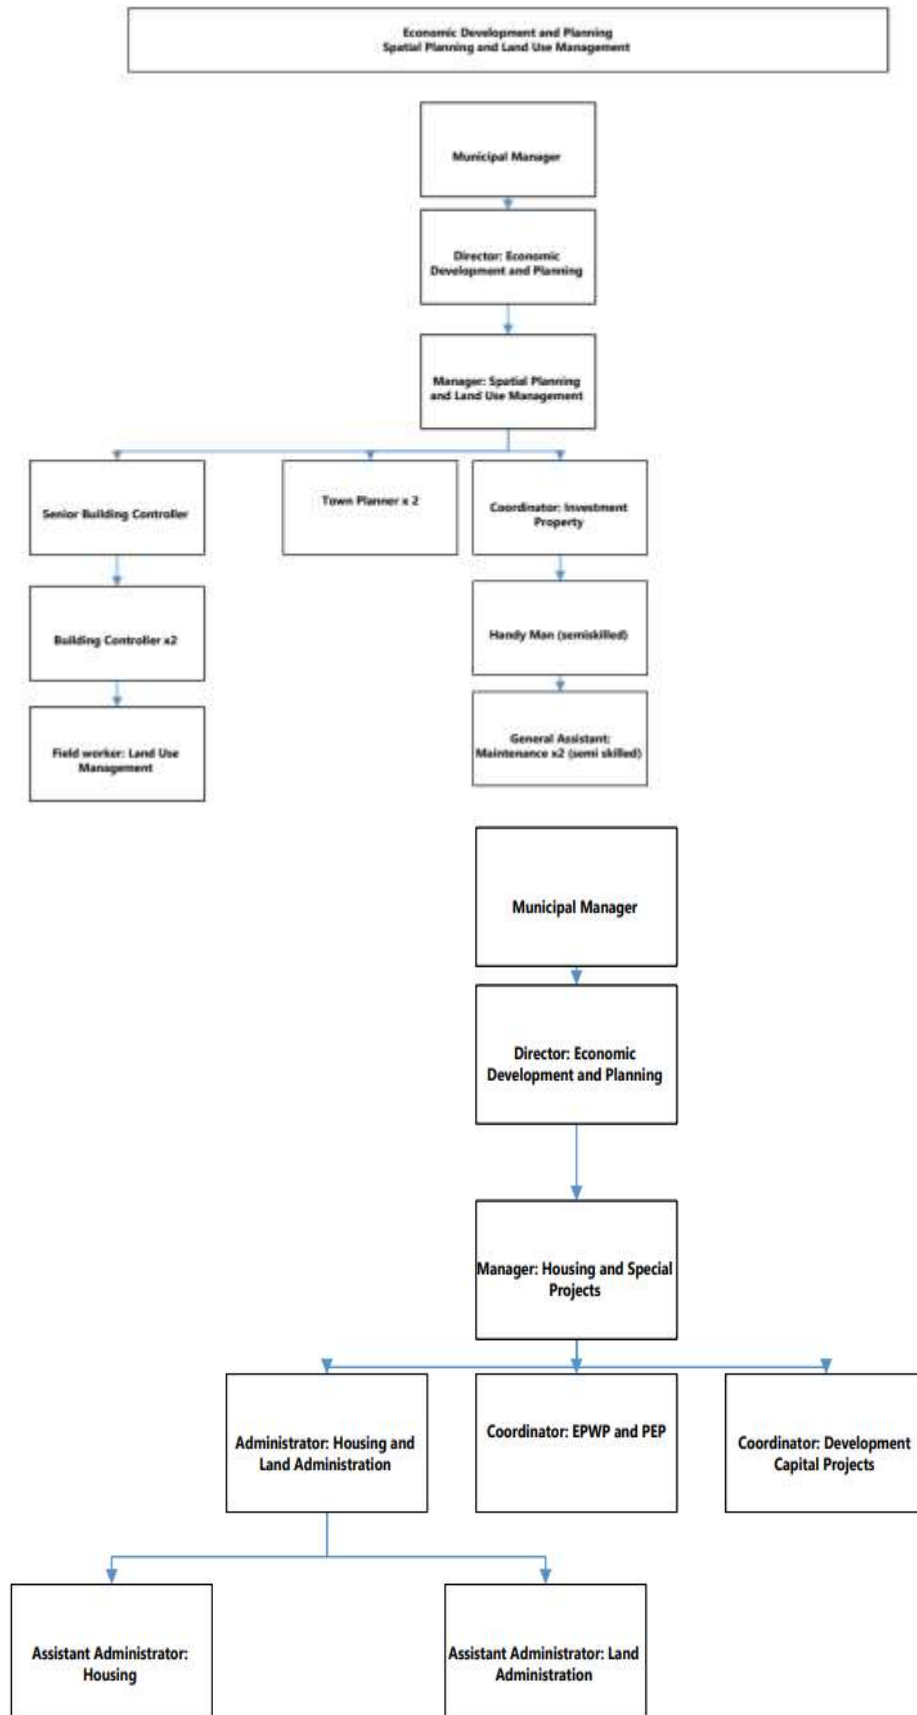 Economic Development and Planning
Spatial Planning and Land Use Management
Municipal Manager
Director: Economic
Development and Planning
Manager: Spatial Planning
and Land Use Management
Senior Building Controller
Town Planner x 2
Coordinator: Investment
Property
Building Controller x2
Handy Man (semiskilled)
Field worker: Land Use
Management
General Assistant:
Maintenance x2 (semi skilled)
Municipal Manager
Director: Economic
Development and Planning
Manager: Housing and Special
Projects
Administrator: Housing and
Land Administration
Coordinator: EPWP and PEP
Coordinator: Development
Capital Projects
Assistant Administrator:
Housing
Assistant Administrator: Land
Administration